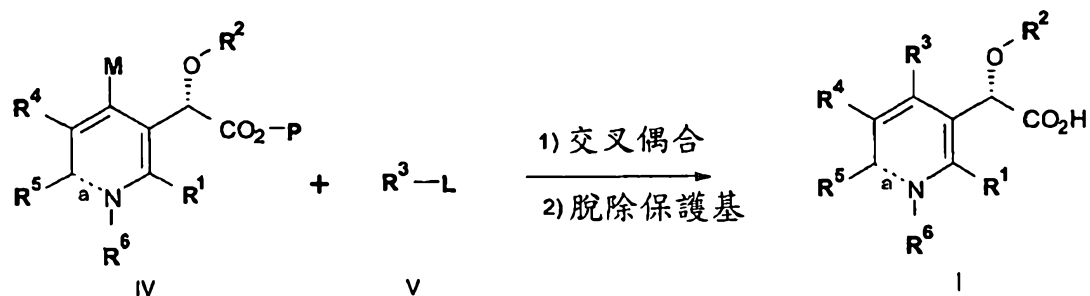 R² O M R⁴ CO₂-P R⁵ a N R¹ R⁶ IV
+
R³-L V
1) 交叉偶合
2) 脫除保護基
R² O R³ R⁴ CO₂H R⁵ a N R¹ R⁶ I